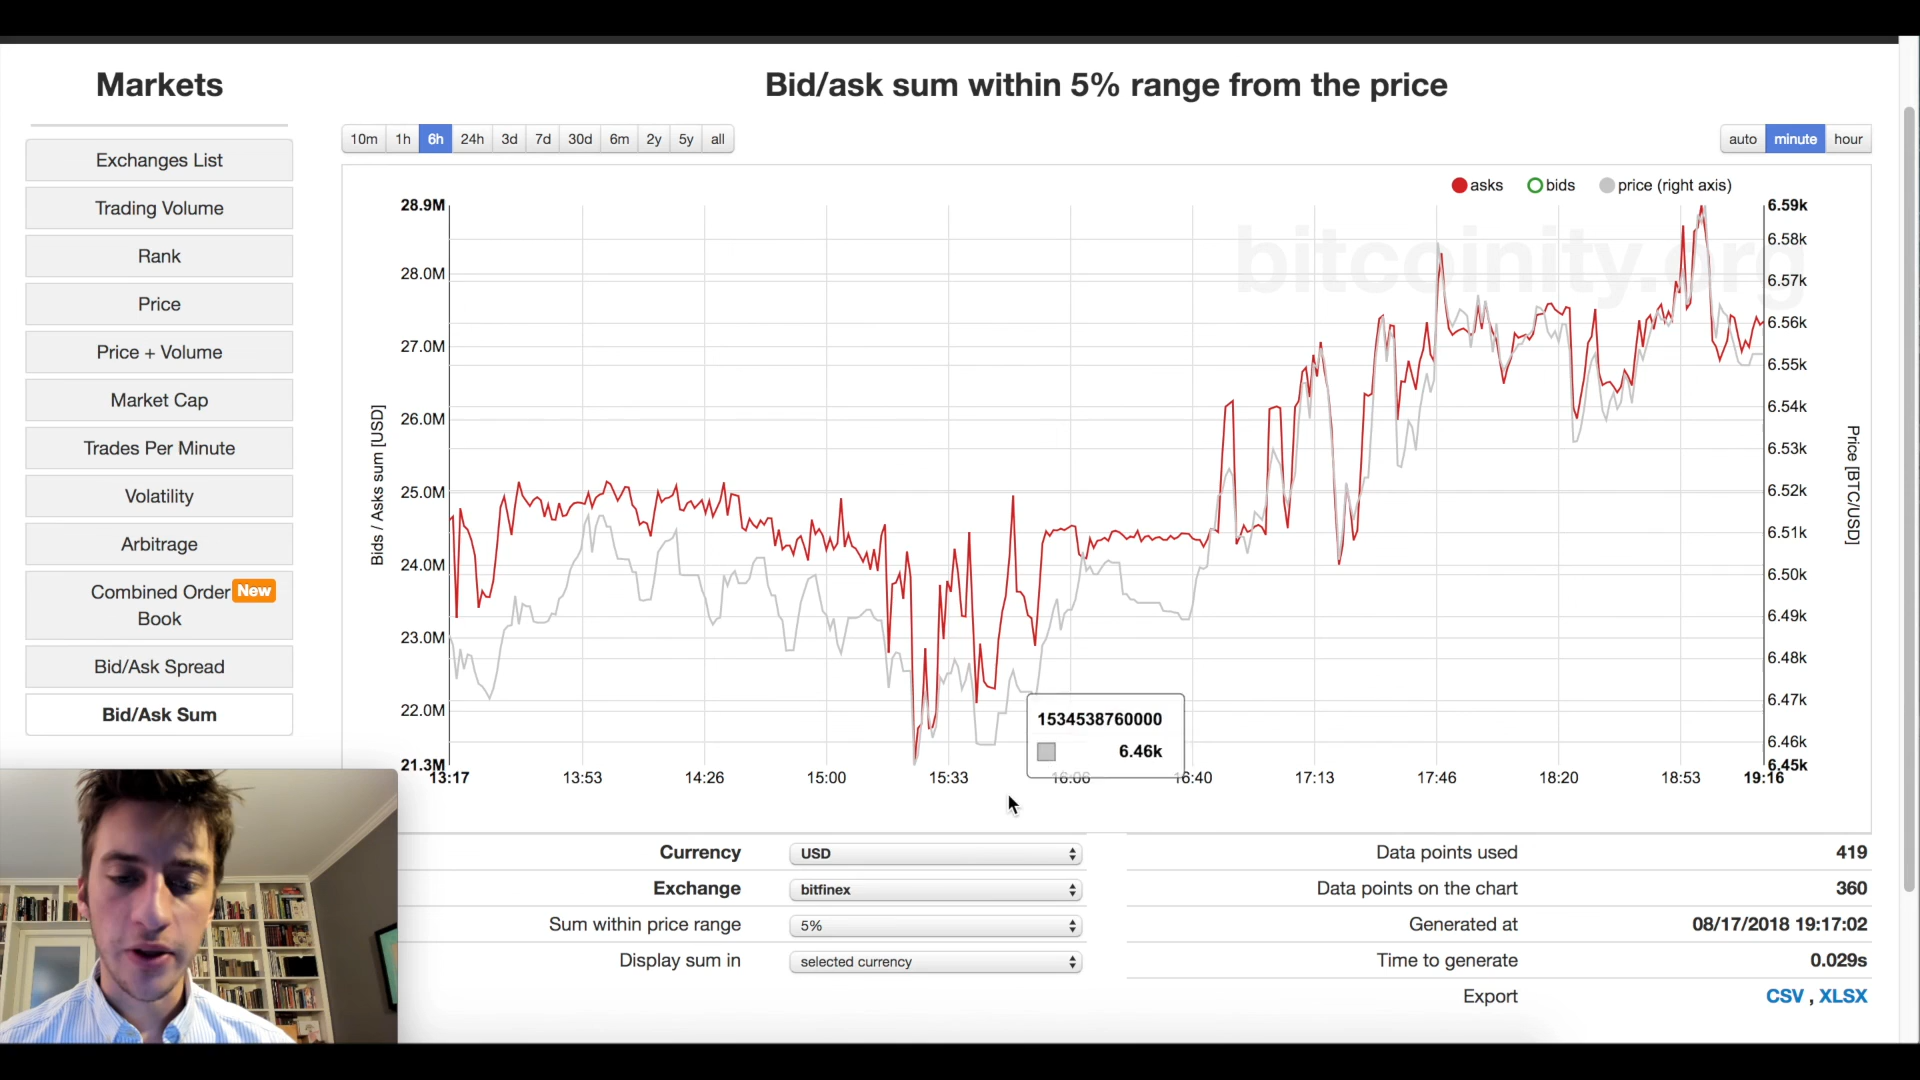 Markets
Exchanges List
Trading Volume
Rank
Price
Price + Volume
Market Cap
Trades Per Minute
Volatility
Arbitrage
Combined Order New
Book
Bid/Ask Spread
Bid/Ask Sum
Bid/ask sum within 5% range from the price
10m 1h 6h 24h 3d 7d 30d 6m 2y 5y all
auto minute hour
asks bids price (right axis)
bitcoinity.org
28.9M
28.0M
27.0M
26.0M
25.0M
24.0M
23.0M
22.0M
21.3M
Bids / Asks sum [USD]
6.59k
6.58k
6.57k
6.56k
6.55k
6.54k
6.53k
6.52k
6.51k
6.50k
6.49k
6.48k
6.47k
6.46k
6.45k
Price [BTC/USD]
1534538760000
6.46k
13:17 13:53 14:26 15:00 15:33 16:06 16:40 17:13 17:46 18:20 18:53 19:16
Currency USD
Exchange bitfinex
Sum within price range 5%
Display sum in selected currency
Data points used 419
Data points on the chart 360
Generated at 08/17/2018 19:17:02
Time to generate 0.029s
Export CSV , XLSX